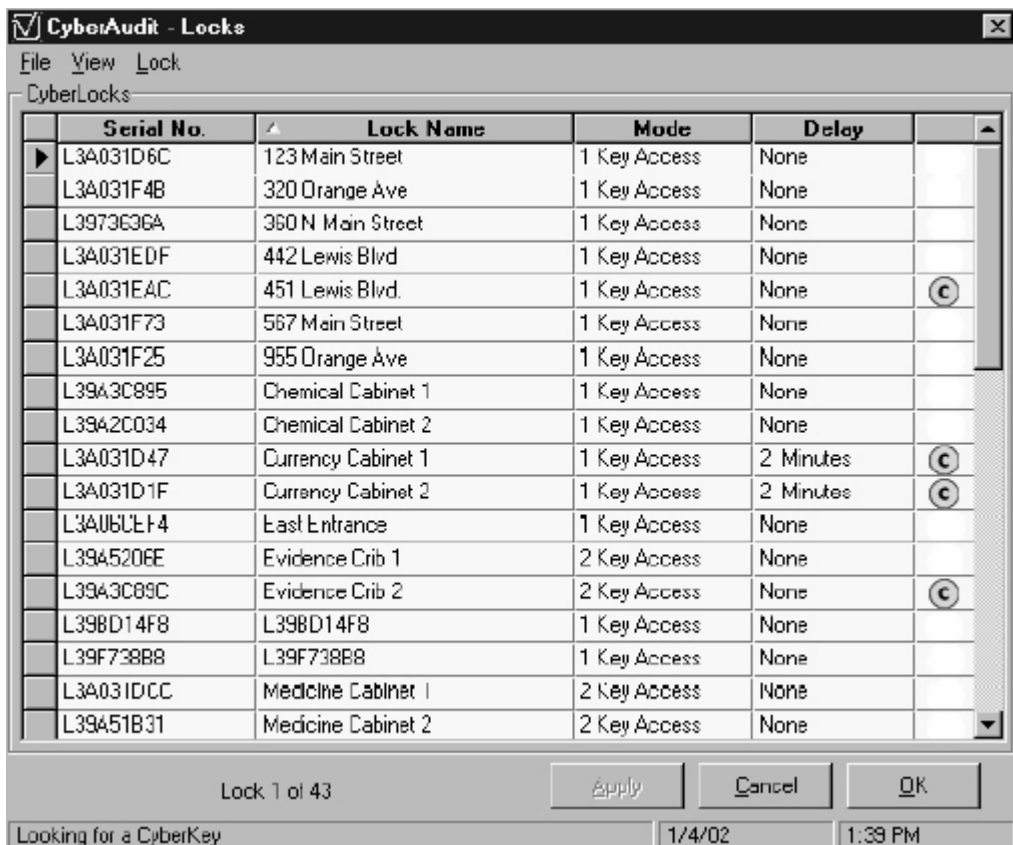 CyberAudit - Locks
File View Lock
CyberLocks
Serial No. Lock Name Mode Delay
L3A031D6C 123 Main Street 1 Key Access None
L3A031F4B 320 Orange Ave 1 Key Access None
L3973636A 360 N Main Street 1 Key Access None
L3A031EDF 442 Lewis Blvd 1 Key Access None
L3A031EAC 451 Lewis Blvd. 1 Key Access None C
L3A031F73 567 Main Street 1 Key Access None
L3A031F25 955 Orange Ave 1 Key Access None
L39A3C895 Chemical Cabinet 1 1 Key Access None
L39A2C034 Chemical Cabinet 2 1 Key Access None
L3A031D47 Currency Cabinet 1 1 Key Access 2 Minutes C
L3A031D1F Currency Cabinet 2 1 Key Access 2 Minutes C
L3A06CEF4 East Entrance 1 Key Access None
L39A5206E Evidence Crib 1 2 Key Access None
L39A3C89C Evidence Crib 2 2 Key Access None C
L39BD14F8 L39BD14F8 1 Key Access None
L39F738B8 L39F738B8 1 Key Access None
L3A031DCC Medicine Cabinet 1 2 Key Access None
L39A51B31 Medicine Cabinet 2 2 Key Access None
Lock 1 of 43 Apply Cancel OK
Looking for a CyberKey 1/4/02 1:39 PM